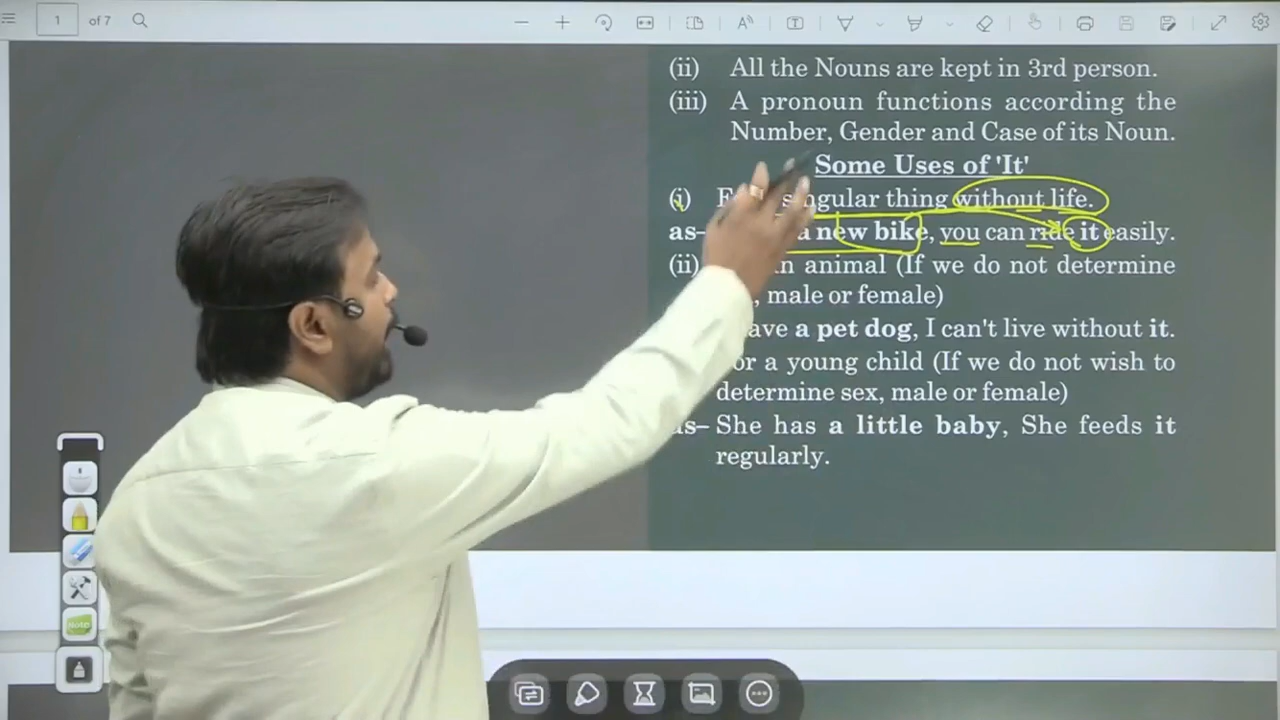 1 of 7
(ii) All the Nouns are kept in 3rd person.
(iii) A pronoun functions according the
Number, Gender and Case of its Noun.
Some Uses of 'It'
(i) singular thing without life.
as– a new bike, you can ride it easily.
(ii) animal (If we do not determine
male or female)
a pet dog, I can't live without it.
a young child (If we do not wish to
determine sex, male or female)
She has a little baby, She feeds it
regularly.
Note